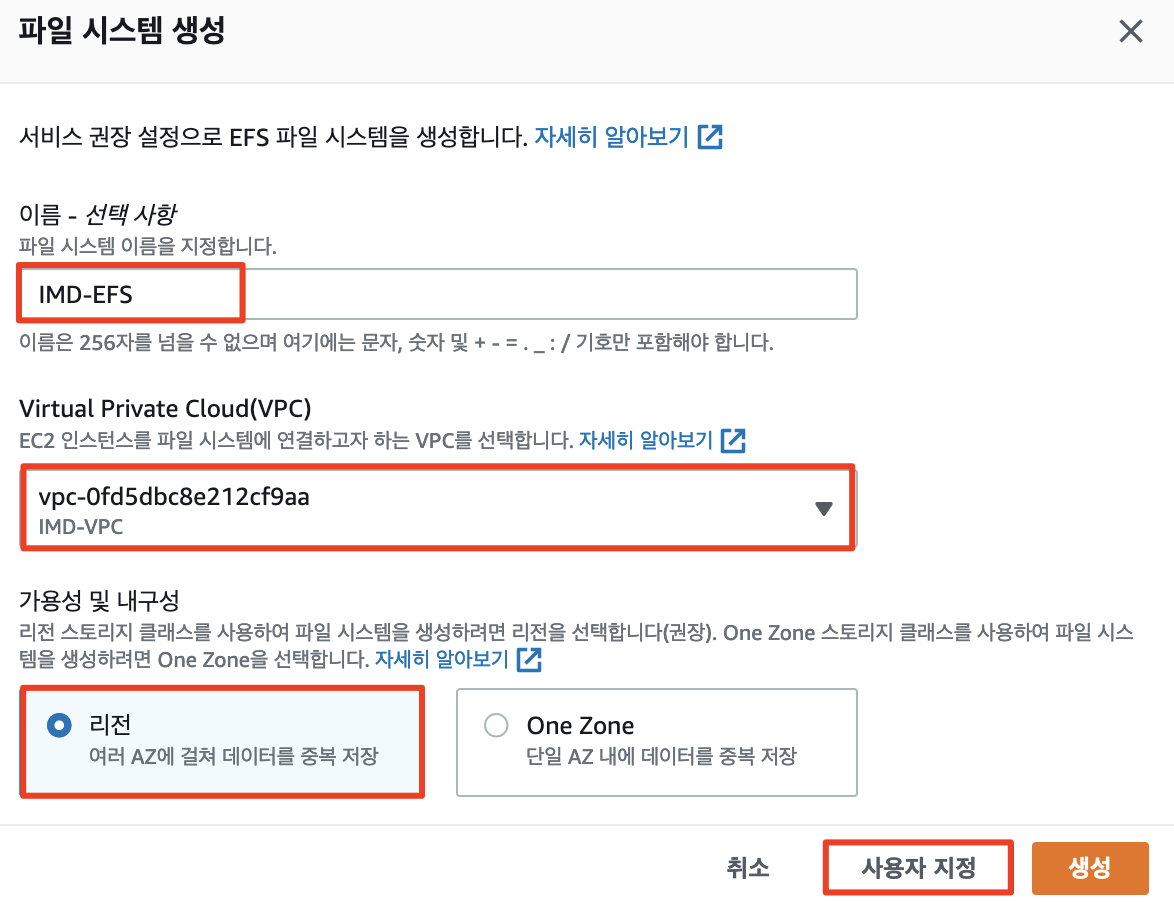 파일 시스템 생성
서비스 권장 설정으로 EFS 파일 시스템을 생성합니다. 자세히 알아보기
이름 - 선택 사항
파일 시스템 이름을 지정합니다.
IMD-EFS
이름은 256자를 넘을 수 없으며 여기에는 문자, 숫자 및 + - = . _ : / 기호만 포함해야 합니다.
Virtual Private Cloud(VPC)
EC2 인스턴스를 파일 시스템에 연결하고자 하는 VPC를 선택합니다. 자세히 알아보기
vpc-0fd5dbc8e212cf9aa
IMD-VPC
가용성 및 내구성
리전 스토리지 클래스를 사용하여 파일 시스템을 생성하려면 리전을 선택합니다(권장). One Zone 스토리지 클래스를 사용하여 파일 시스
템을 생성하려면 One Zone을 선택합니다. 자세히 알아보기
리전
여러 AZ에 걸쳐 데이터를 중복 저장
One Zone
단일 AZ 내에 데이터를 중복 저장
취소
사용자 지정
생성